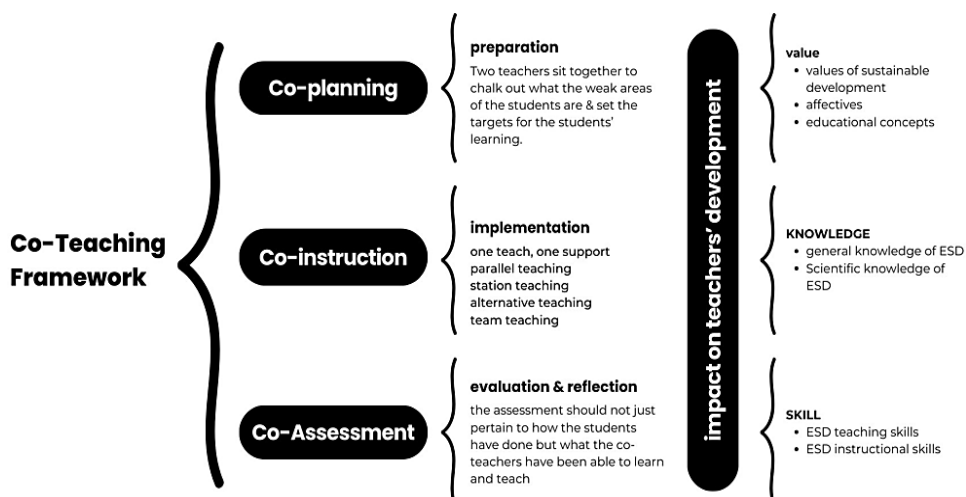 Co-Teaching
Framework
Co-planning
preparation
Two teachers sit together to
chalk out what the weak areas
of the students are & set the
targets for the students'
learning.
Co-instruction
implementation
one teach, one support
parallel teaching
station teaching
alternative teaching
team teaching
Co-Assessment
evaluation & reflection
the assessment should not just
pertain to how the students
have done but what the co-
teachers have been able to learn
and teach
impact on teachers' development
value
• values of sustainable
development
• affectives
• educational concepts
KNOWLEDGE
• general knowledge of ESD
• Scientific knowledge of
ESD
SKILL
• ESD teaching skills
• ESD instructional skills